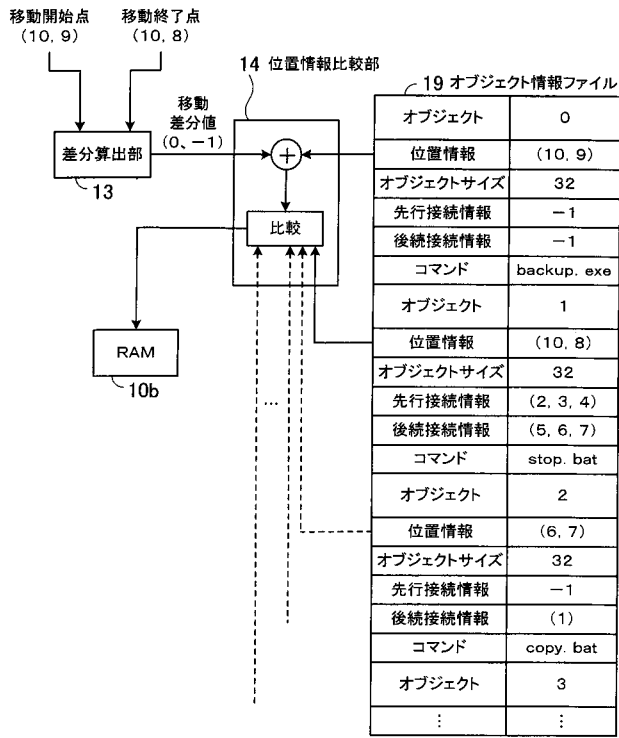 移動開始点
(10, 9)
移動終了点
(10, 8)
差分算出部
13
移動
差分値
(0、-1)
14 位置情報比較部
+
比較
RAM
10b
...
19 オブジェクト情報ファイル
オブジェクト 0
位置情報 (10, 9)
オブジェクトサイズ 32
先行接続情報 -1
後続接続情報 -1
コマンド backup. exe
オブジェクト 1
位置情報 (10, 8)
オブジェクトサイズ 32
先行接続情報 (2, 3, 4)
後続接続情報 (5, 6, 7)
コマンド stop. bat
オブジェクト 2
位置情報 (6, 7)
オブジェクトサイズ 32
先行接続情報 -1
後続接続情報 (1)
コマンド copy. bat
オブジェクト 3
⋮ ⋮